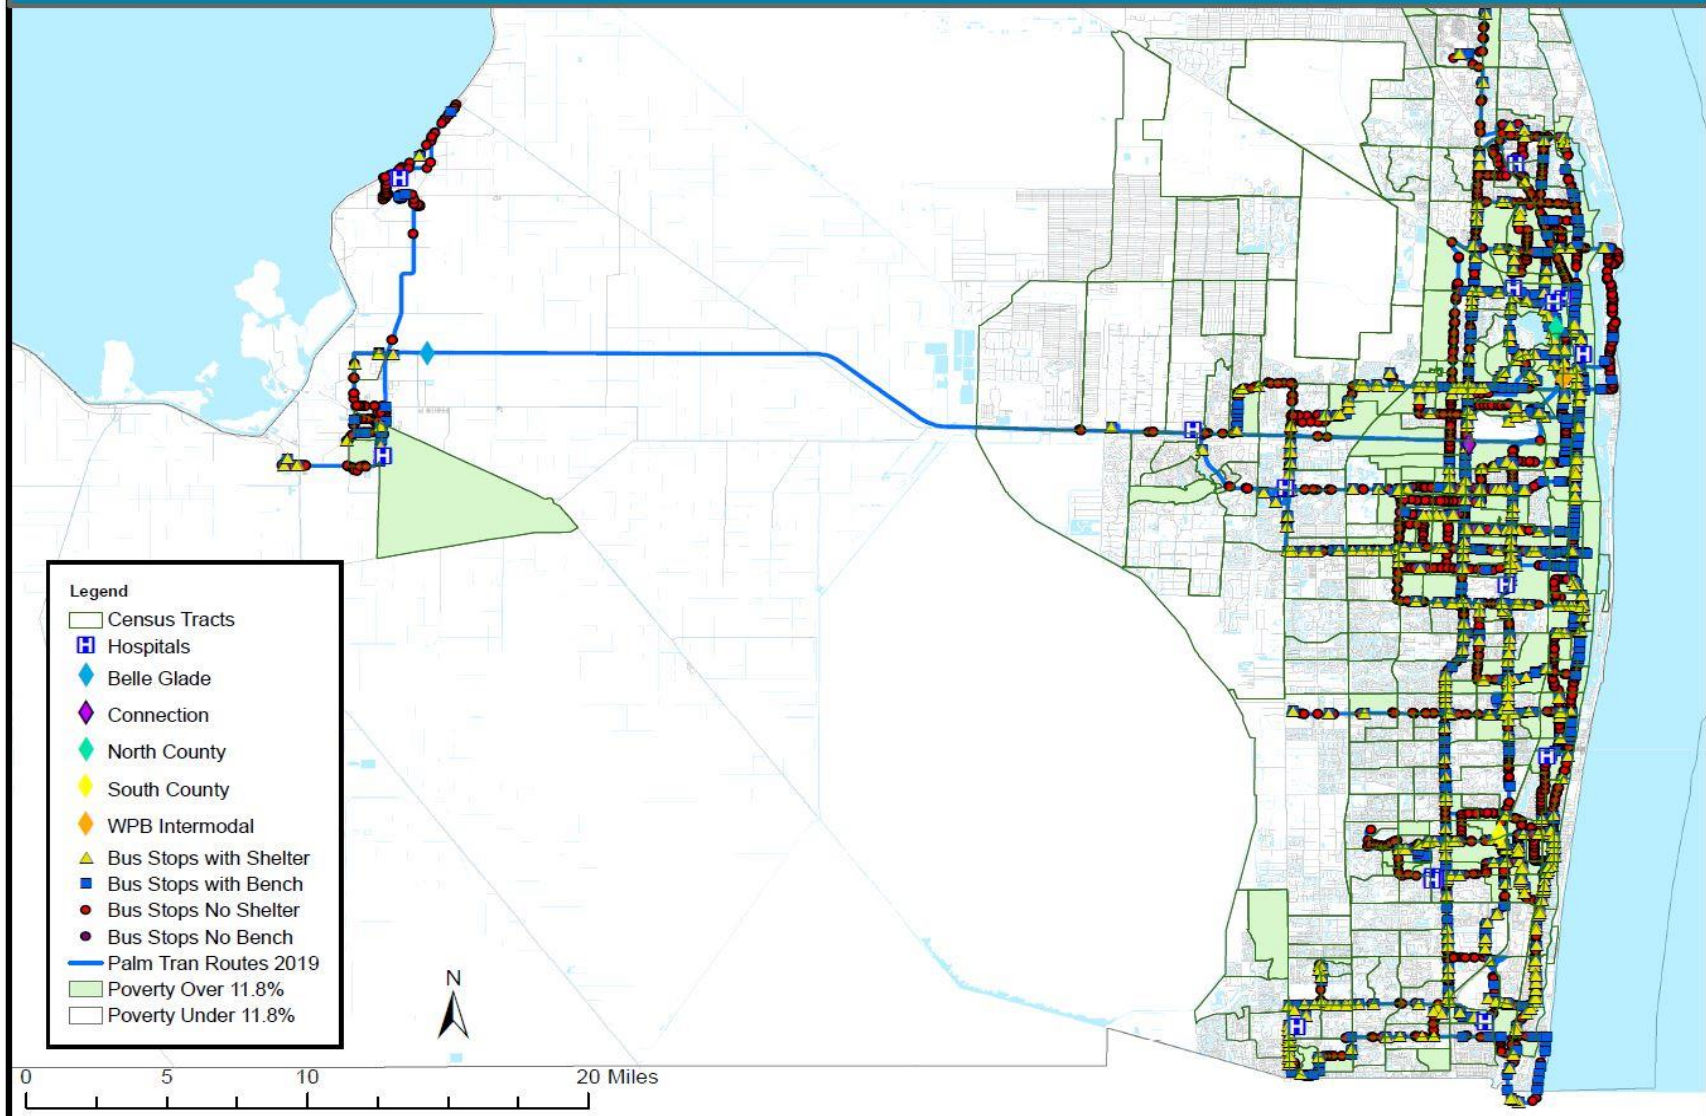 H
H
H
H
H
H
H
H
H
H
H
H
H
H
Legend
Census Tracts
H Hospitals
Belle Glade
Connection
North County
South County
WPB Intermodal
Bus Stops with Shelter
Bus Stops with Bench
Bus Stops No Shelter
Bus Stops No Bench
Palm Tran Routes 2019
Poverty Over 11.8%
Poverty Under 11.8%
N
0 5 10 20 Miles